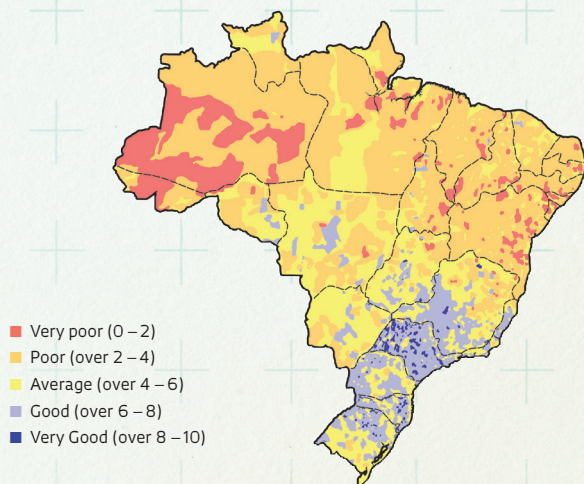 Very poor (0 – 2)
Poor (over 2 – 4)
Average (over 4 – 6)
Good (over 6 – 8)
Very Good (over 8 – 10)